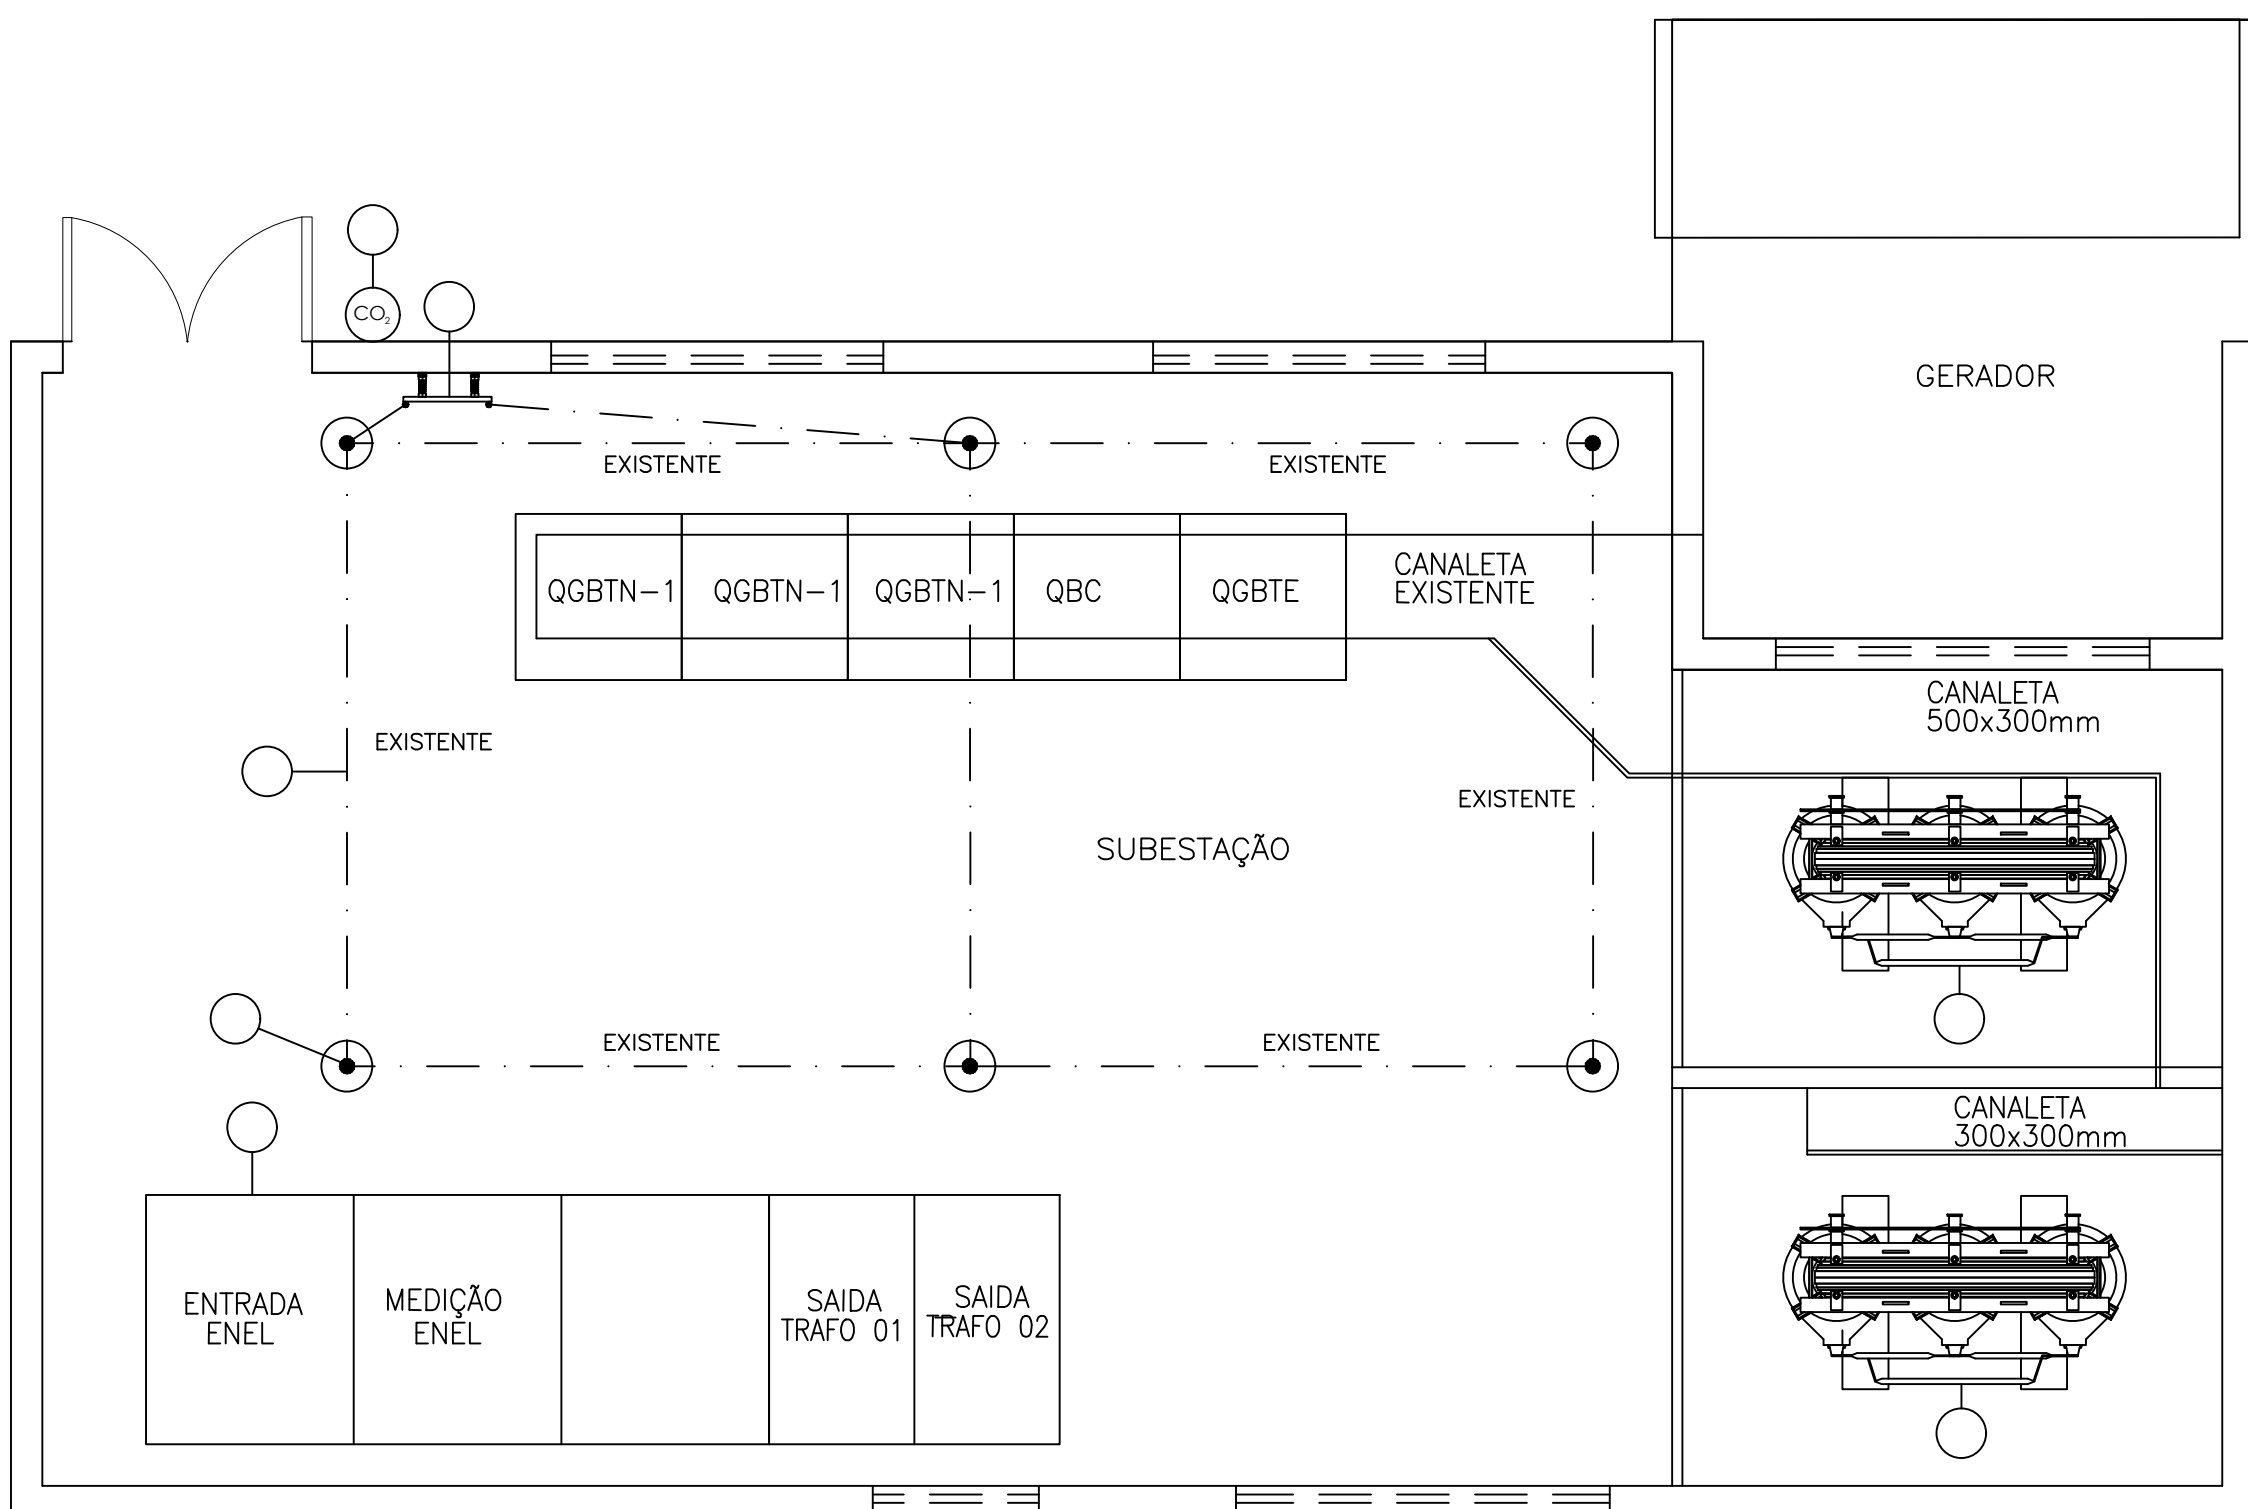 CO2
GERADOR
EXISTENTE
EXISTENTE
CANALETA
EXISTENTE
QGBTN-1
QGBTN-1
QGBTN-1
QBC
QGBTE
CANALETA
500x300mm
EXISTENTE
EXISTENTE
SUBESTAÇÃO
EXISTENTE
EXISTENTE
CANALETA
300x300mm
ENTRADA
ENEL
MEDIÇÃO
ENEL
SAIDA
TRAFO 01
SAIDA
TRAFO 02